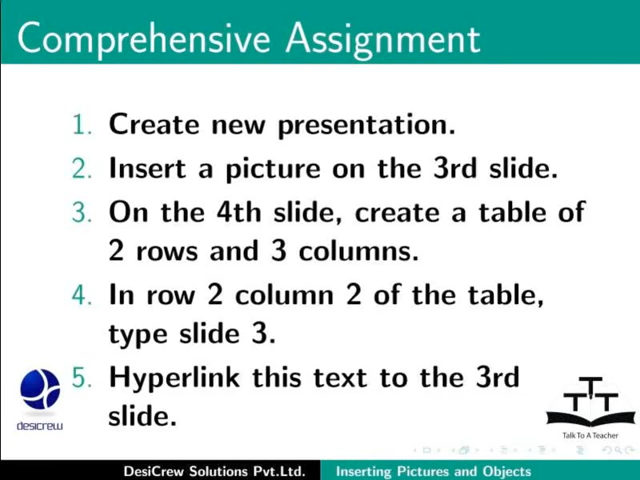 Comprehensive Assignment
1. Create new presentation.
2. Insert a picture on the 3rd slide.
3. On the 4th slide, create a table of
2 rows and 3 columns.
4. In row 2 column 2 of the table,
type slide 3.
5. Hyperlink this text to the 3rd
slide.
desicrew
TTT
Talk To A Teacher
DesiCrew Solutions Pvt.Ltd. Inserting Pictures and Objects